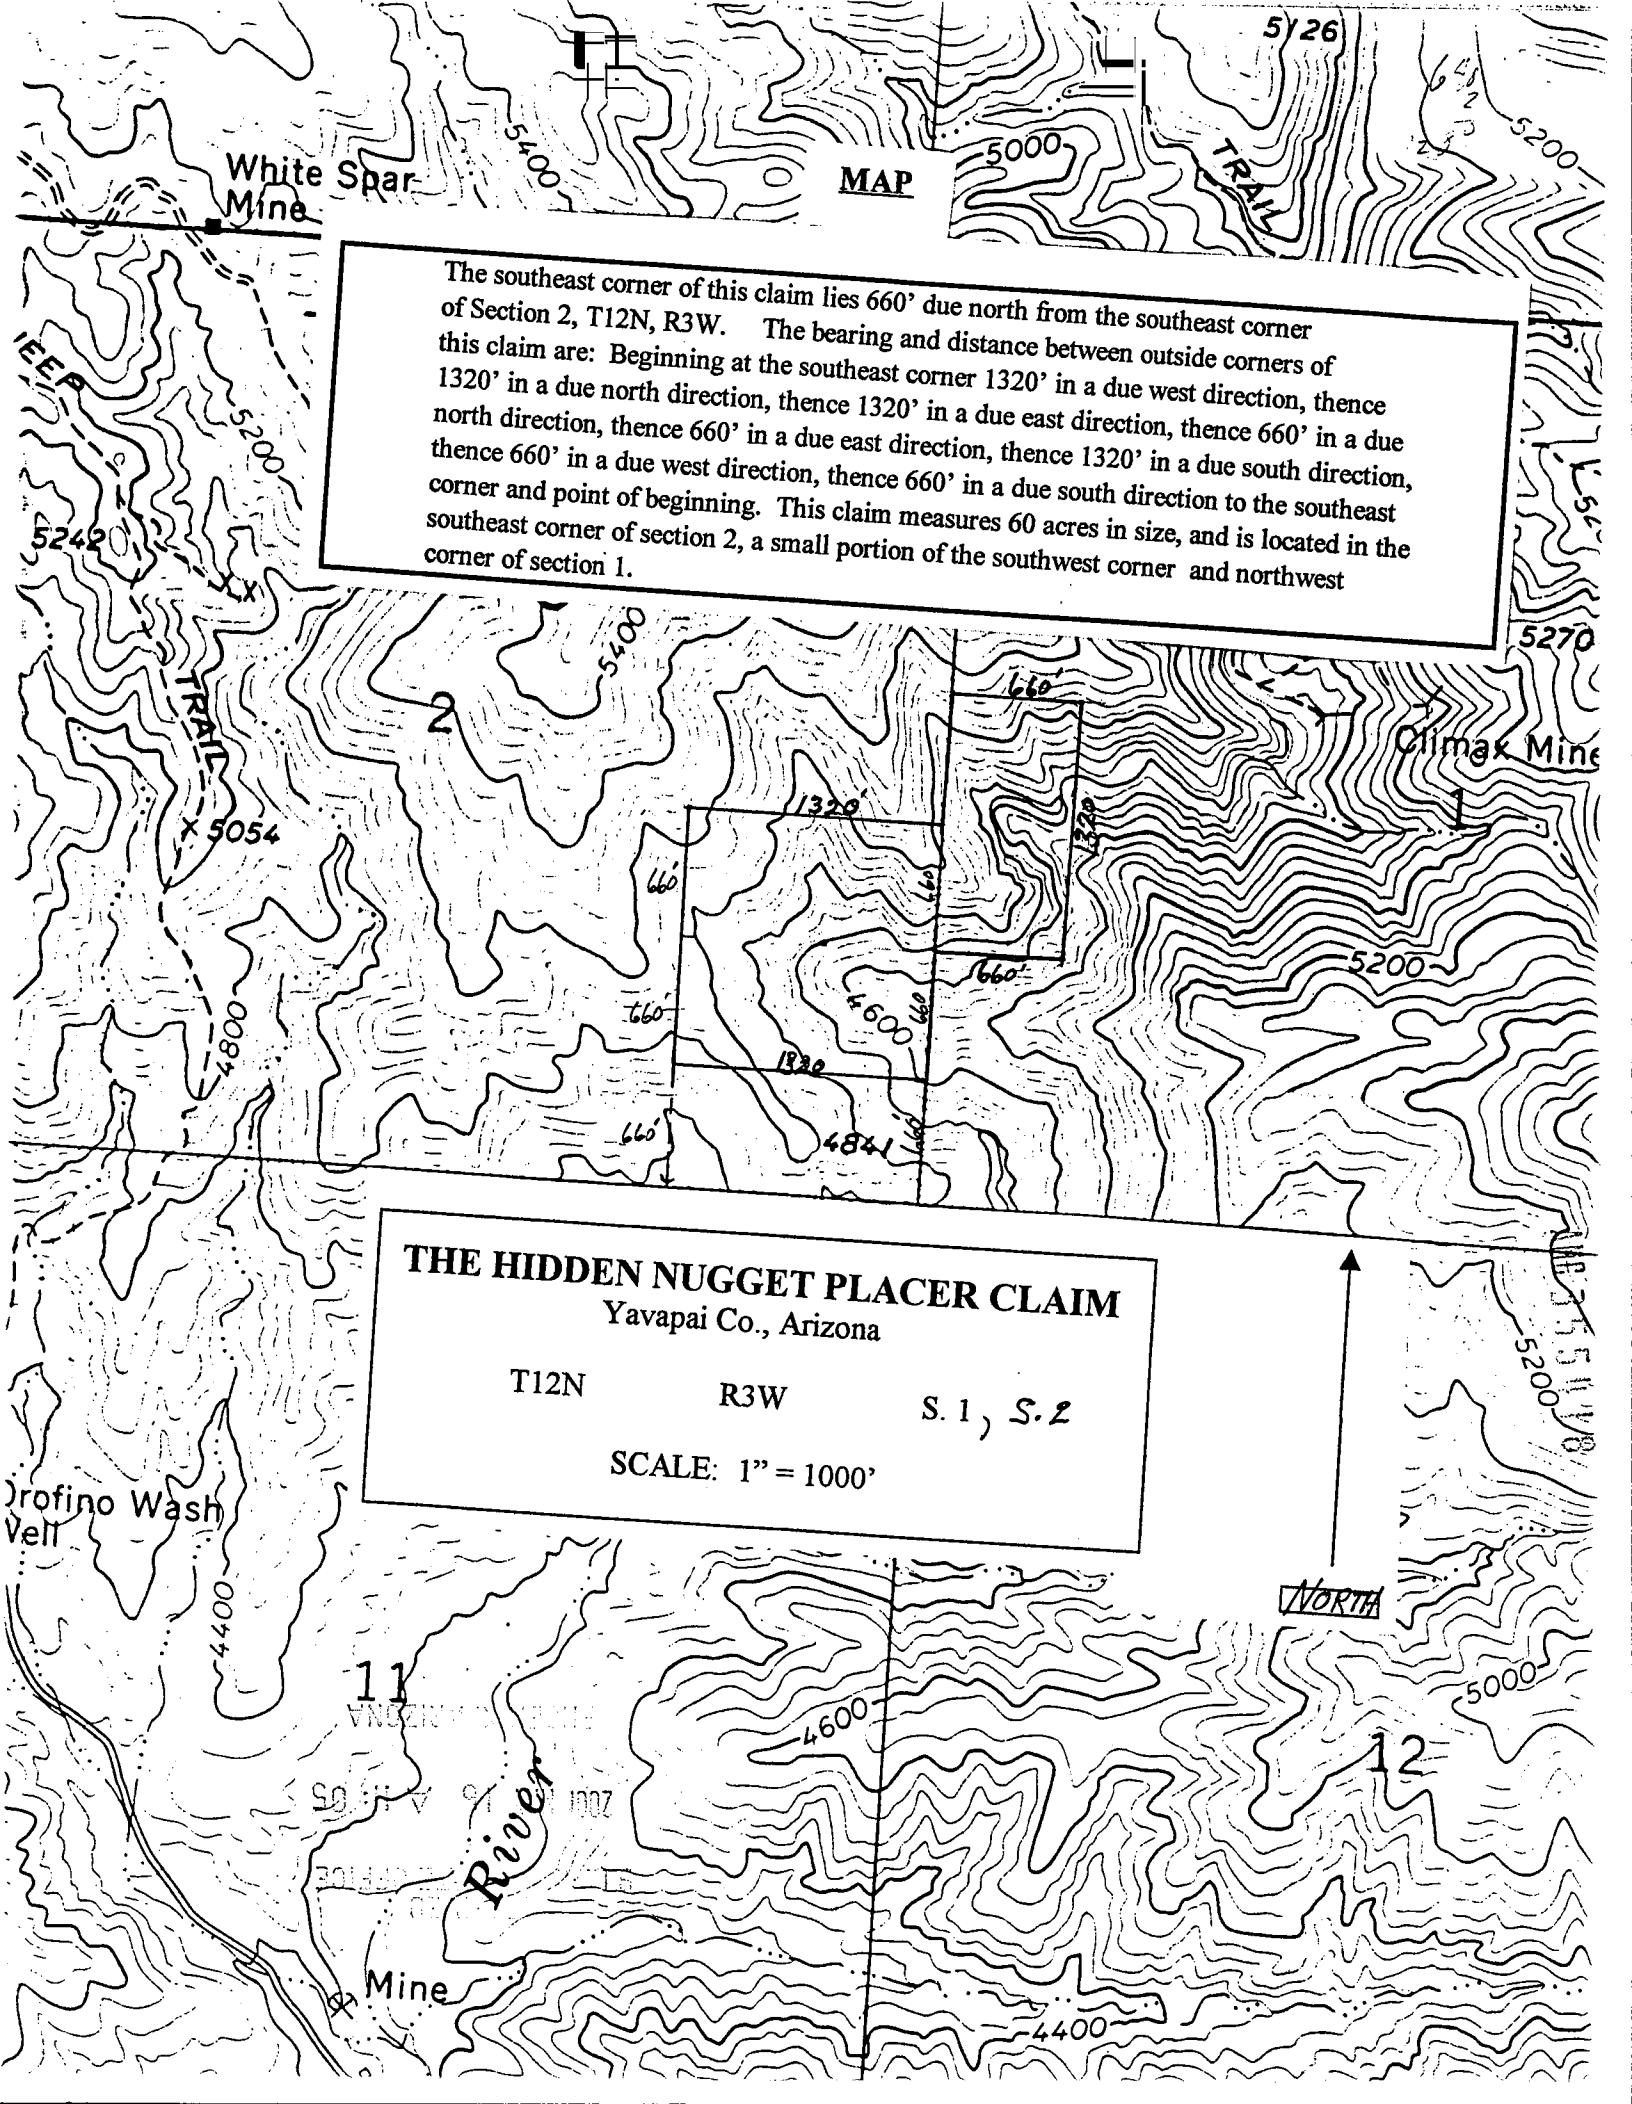 5126
648
2
5400
5000
5200
TRAIL
White Spar
Mine
MAP
The southeast corner of this claim lies 660’ due north from the southeast corner
of Section 2, T12N, R3W. The bearing and distance between outside corners of
this claim are: Beginning at the southeast corner 1320’ in a due west direction, thence
1320’ in a due north direction, thence 1320’ in a due east direction, thence 660’ in a due
north direction, thence 660’ in a due east direction, thence 1320’ in a due south direction,
thence 660’ in a due west direction, thence 660’ in a due south direction to the southeast
corner and point of beginning. This claim measures 60 acres in size, and is located in the
southeast corner of section 2, a small portion of the southwest corner and northwest
corner of section 1.
EEP
5200
5242
5400
5270
TRAIL
2
660'
Climax Mine
1320'
1320
1
5054
660'
660
5200
660'
4600
660
660'
4800
1320
660'
4841
660'
THE HIDDEN NUGGET PLACER CLAIM
Yavapai Co., Arizona
T12N R3W S. 1, S.2
SCALE: 1” = 1000’
5200
Orofino Wash
Well
4400
NORTH
11
5000
4600
12
River
Mine
4400